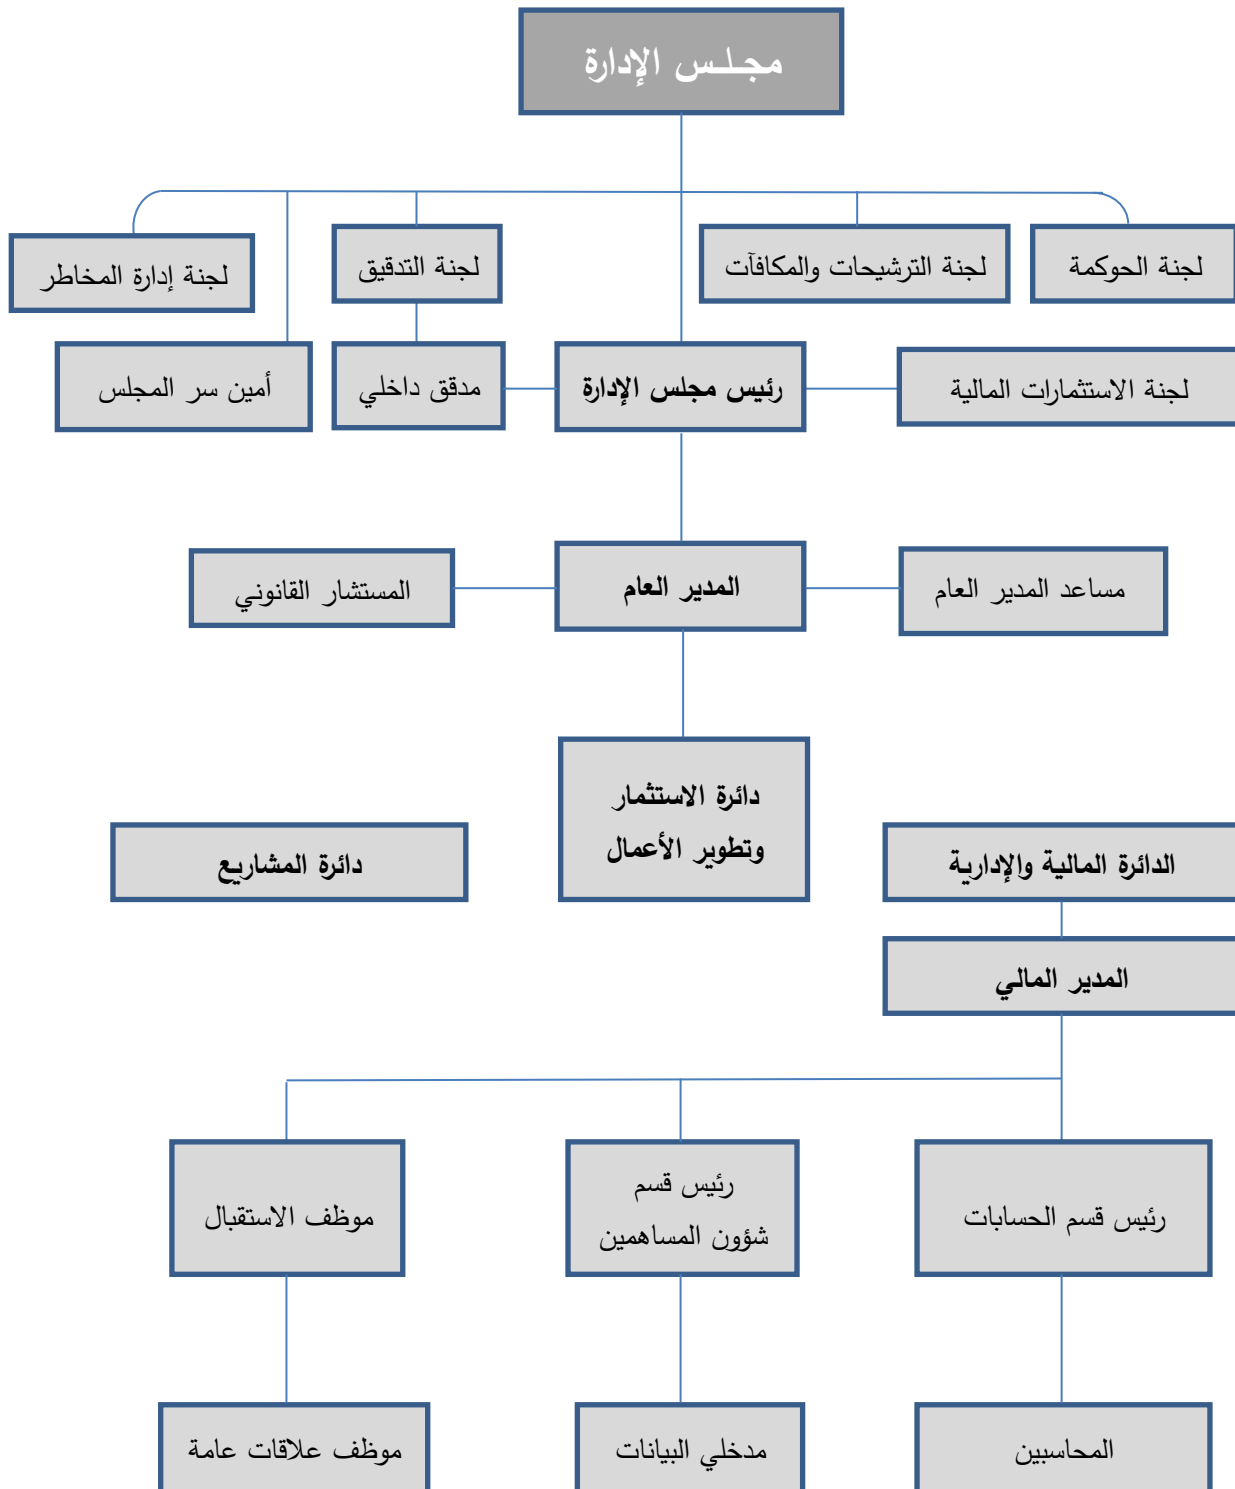 مجلس الإدارة
لجنة الحوكمة
لجنة الترشيحات والمكافآت
لجنة التدقيق
لجنة إدارة المخاطر
لجنة الاستثمارات المالية
رئيس مجلس الإدارة
مدقق داخلي
أمين سر المجلس
مساعد المدير العام
المدير العام
المستشار القانوني
دائرة الاستثمار
وتطوير الأعمال
الدائرة المالية والإدارية
دائرة المشاريع
المدير المالي
رئيس قسم الحسابات
رئيس قسم
شؤون المساهمين
موظف الاستقبال
المحاسبين
مدخلي البيانات
موظف علاقات عامة